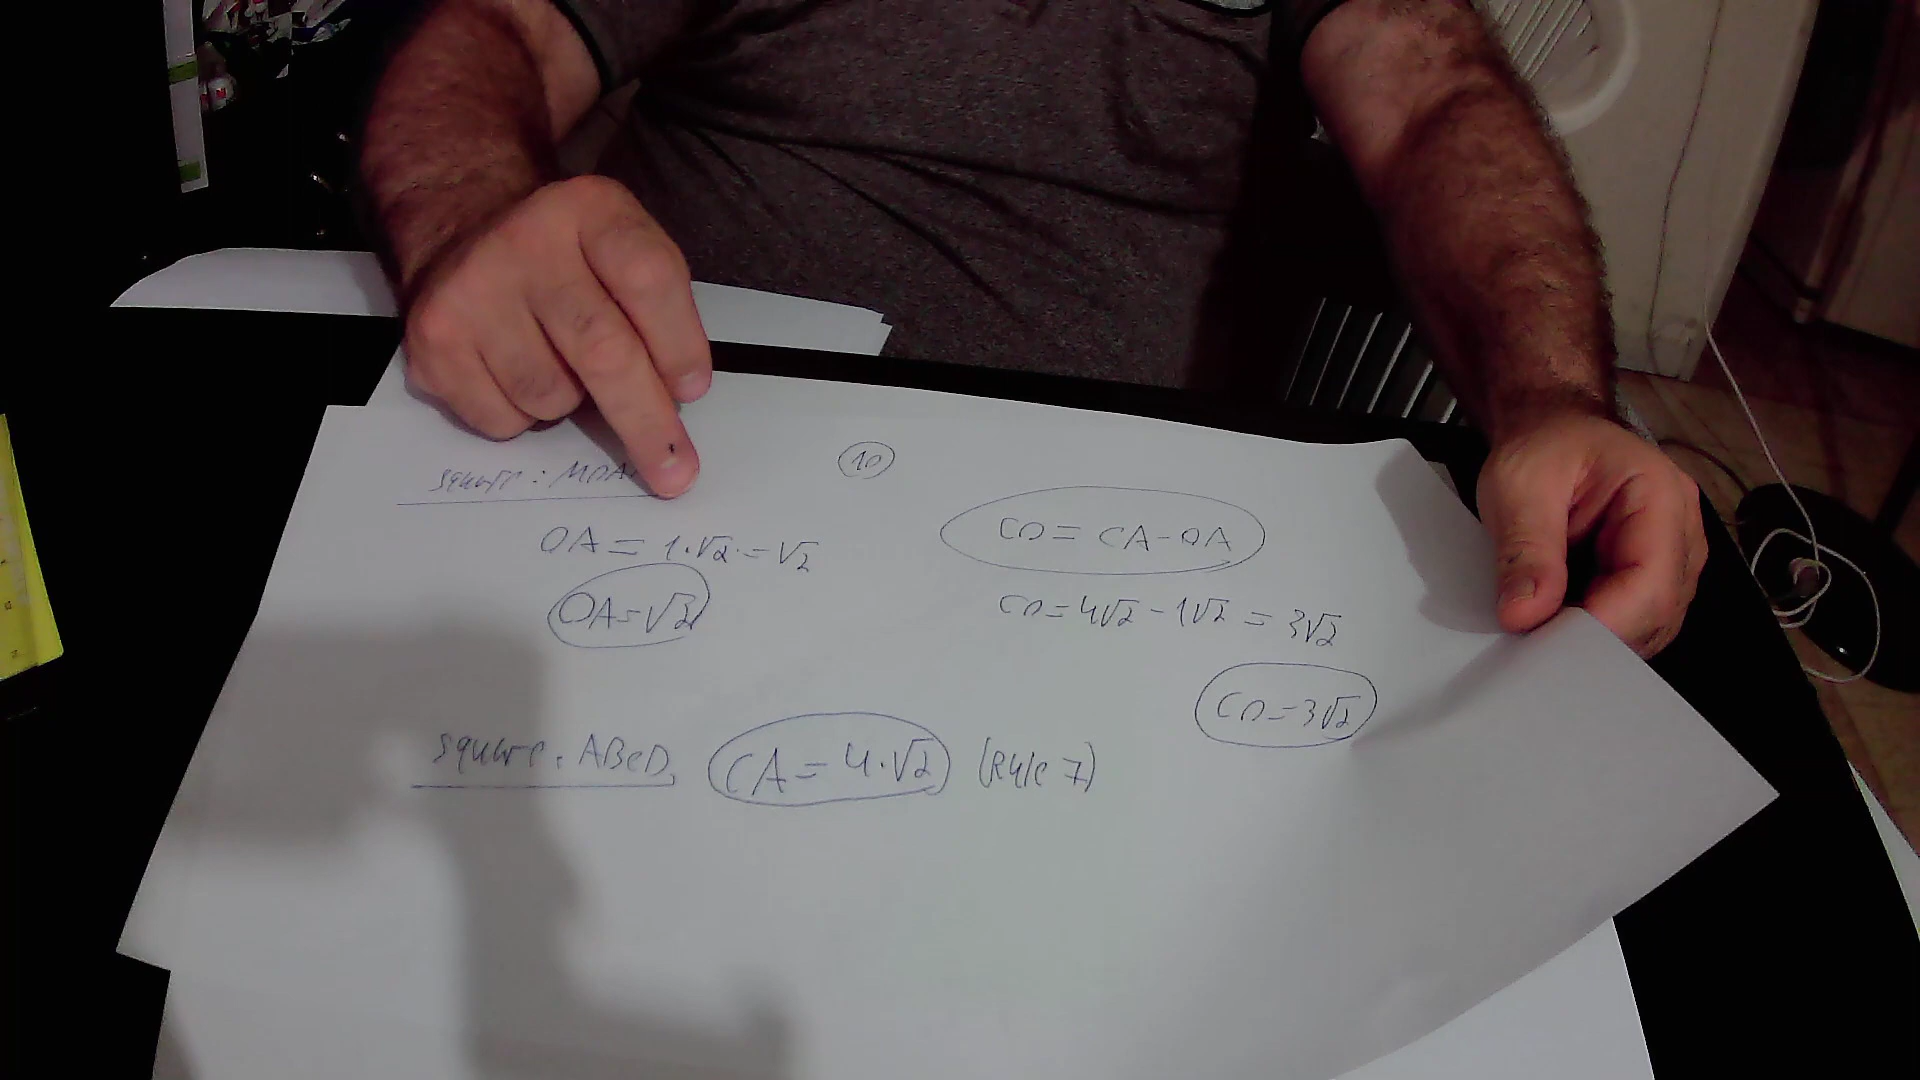 10
square: MOA
OA = 1·√2 = √2
OA = √2
square: ABCD, CA = 4·√2 (Rule 7)
CO = CA - OA
CO = 4√2 - 1√2 = 3√2
CO = 3√2